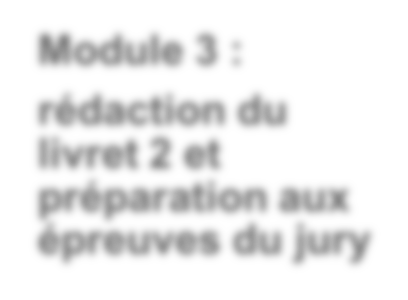 Module 3 :
rédaction du
livret 2 et
préparation aux
épreuves du jury